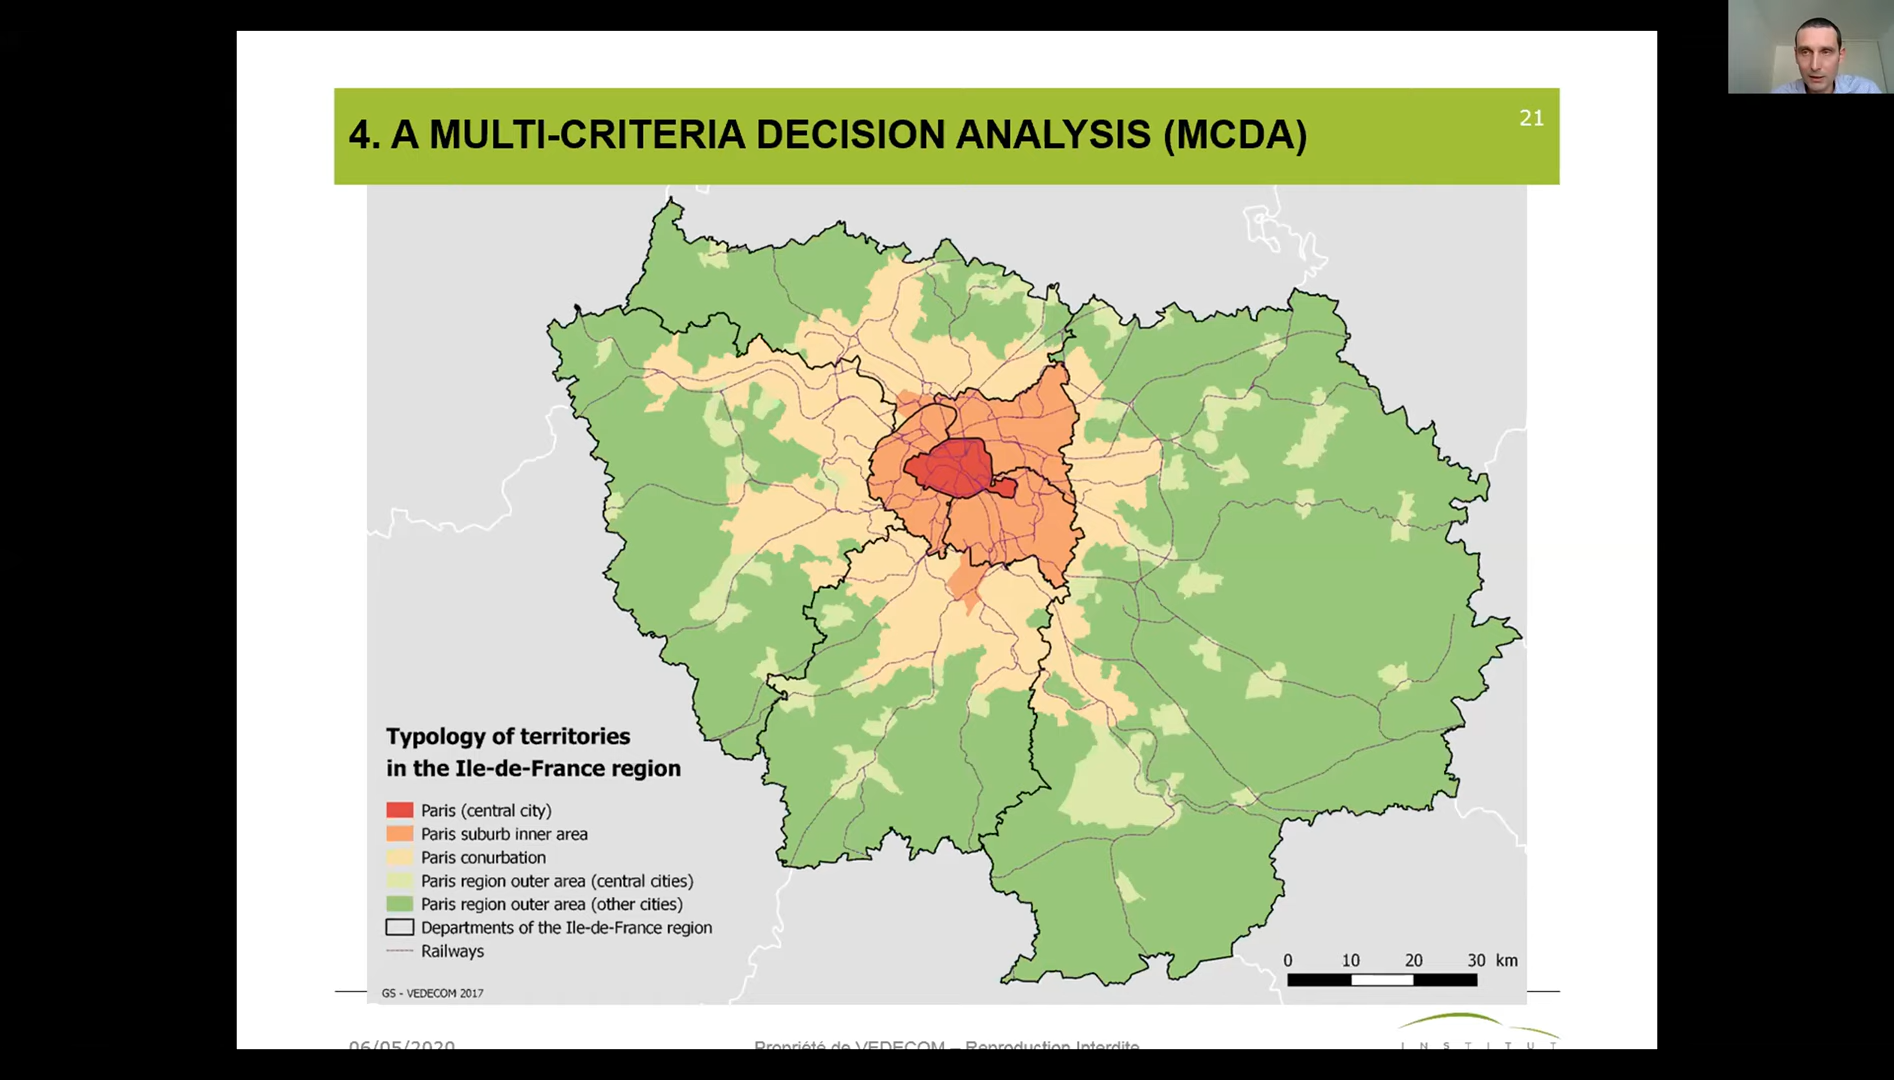 4. A MULTI-CRITERIA DECISION ANALYSIS (MCDA)
21
Typology of territories
in the Ile-de-France region
Paris (central city)
Paris suburb inner area
Paris conurbation
Paris region outer area (central cities)
Paris region outer area (other cities)
Departments of the Ile-de-France region
Railways
0 10 20 30 km
GS - VEDECOM 2017
06/05/2020
Propriété de VEDECOM – Reproduction Interdite
INSTITUT